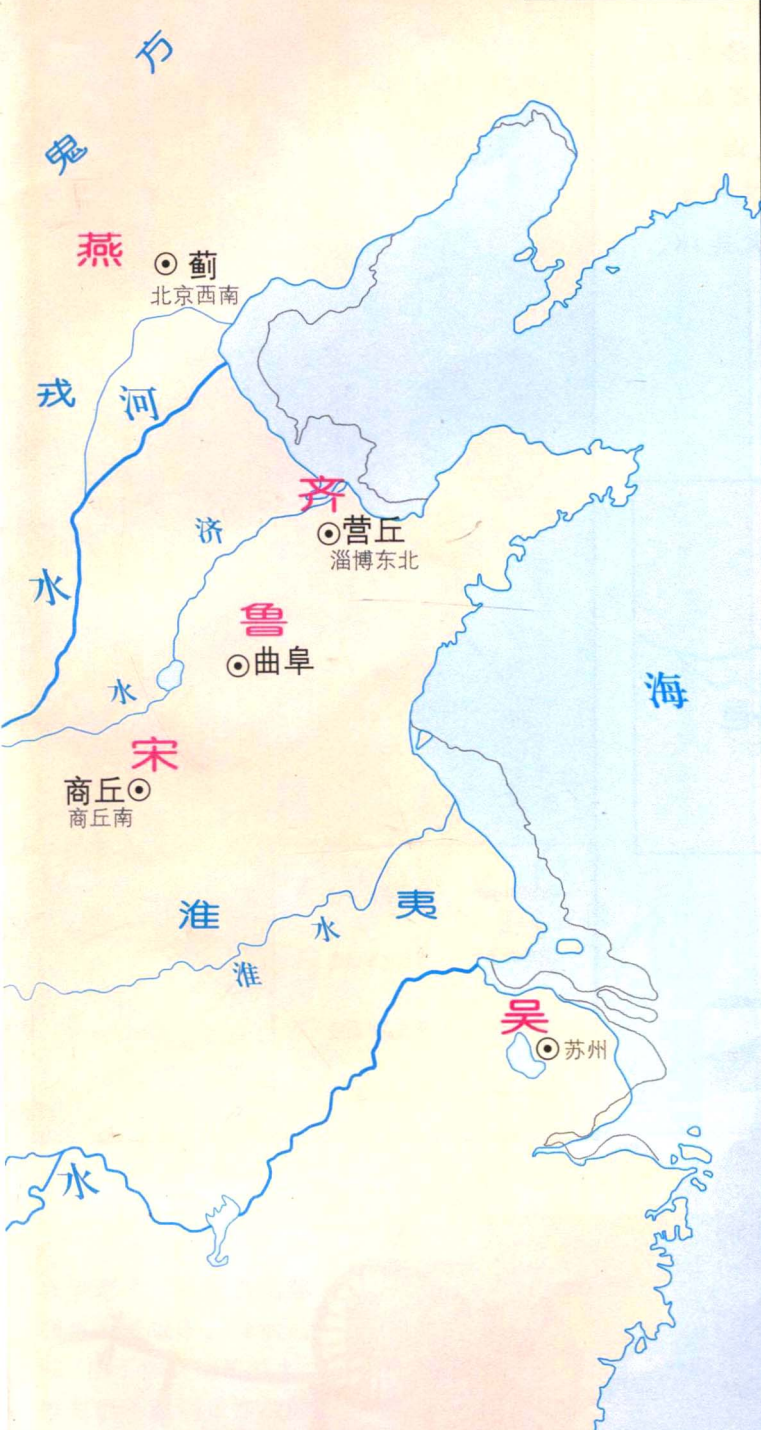 鬼方
燕
蓟
北京西南
戎
河水
齐
营丘
淄博东北
济水
鲁
曲阜
海
宋
商丘
商丘南
淮夷
淮水
吴
苏州
水